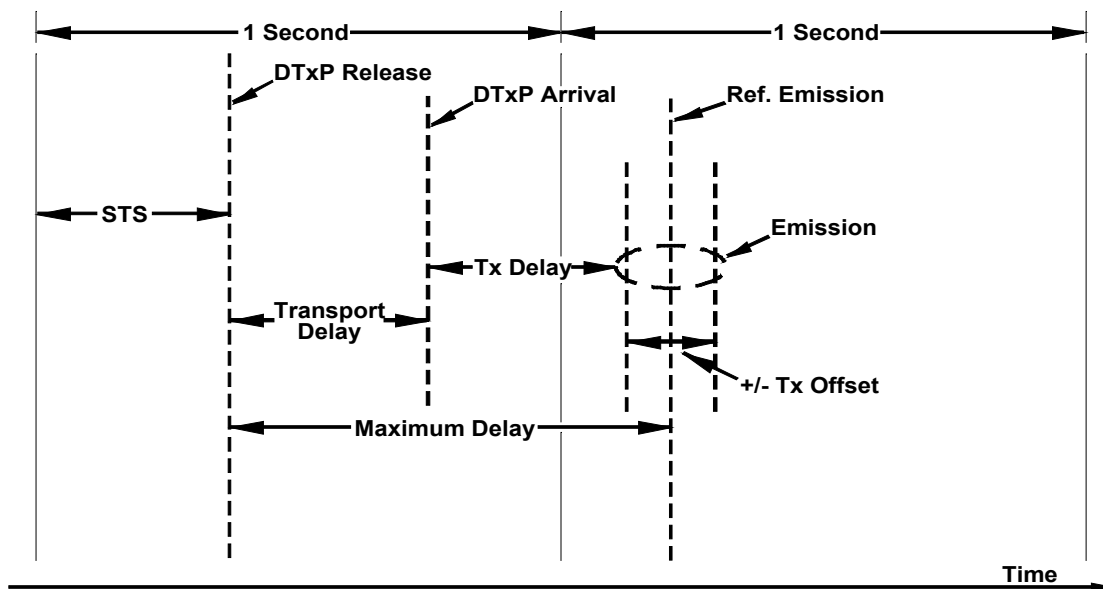 1 Second
1 Second
DTxP Release
DTxP Arrival
Ref. Emission
STS
Emission
Tx Delay
Transport
Delay
+/- Tx Offset
Maximum Delay
Time